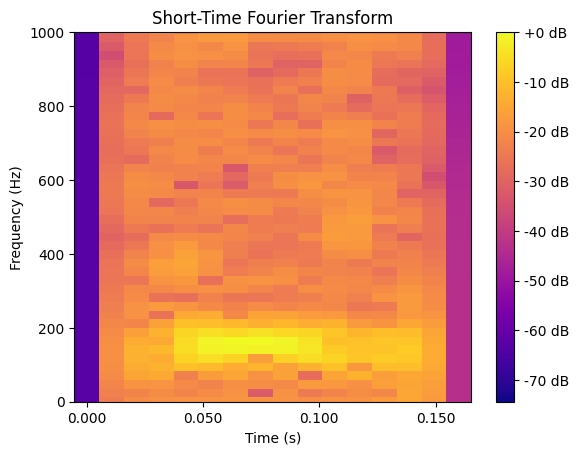 Short-Time Fourier Transform
1000
800
600
400
200
0
Frequency (Hz)
0.000
0.050
0.100
0.150
Time (s)
+0 dB
-10 dB
-20 dB
-30 dB
-40 dB
-50 dB
-60 dB
-70 dB